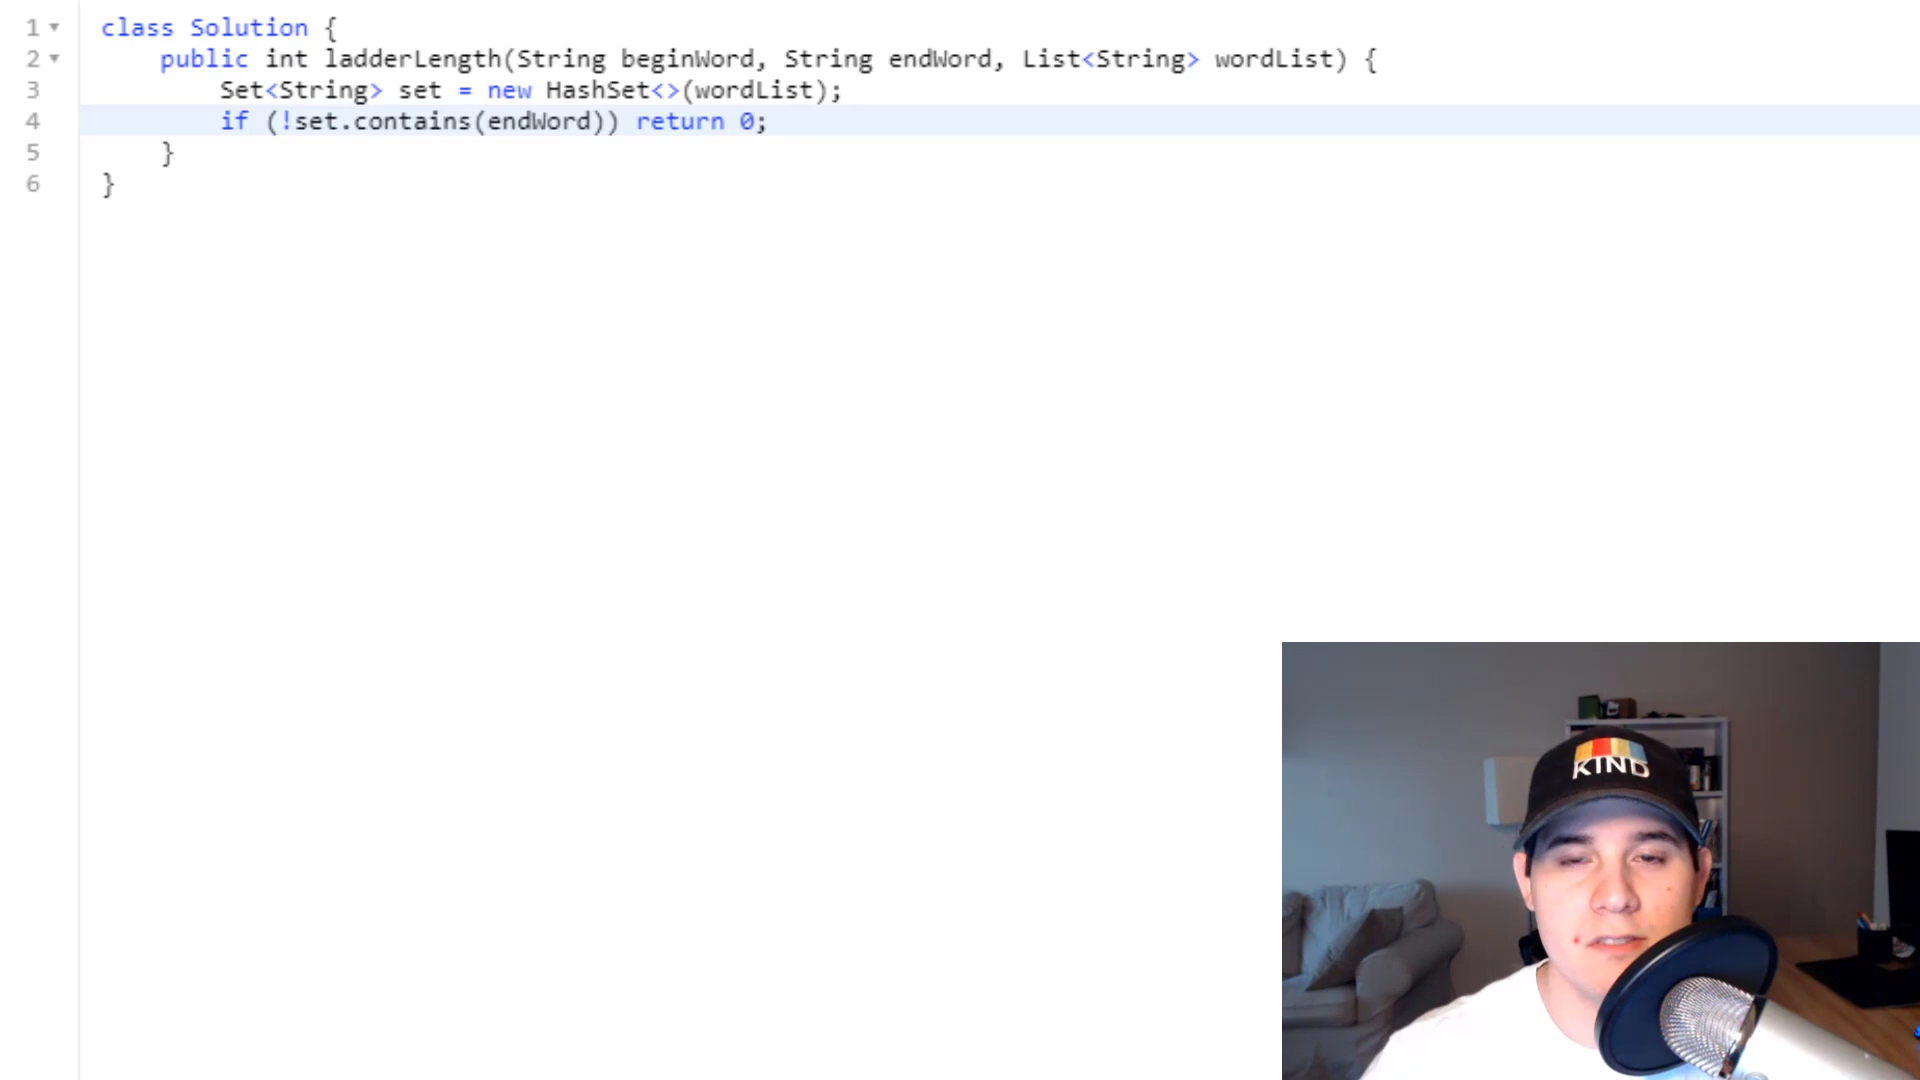 1 class Solution {
2 public int ladderLength(String beginWord, String endWord, List<String> wordList) {
3 Set<String> set = new HashSet<>(wordList);
4 if (!set.contains(endWord)) return 0;
5 }
6 }
KIND